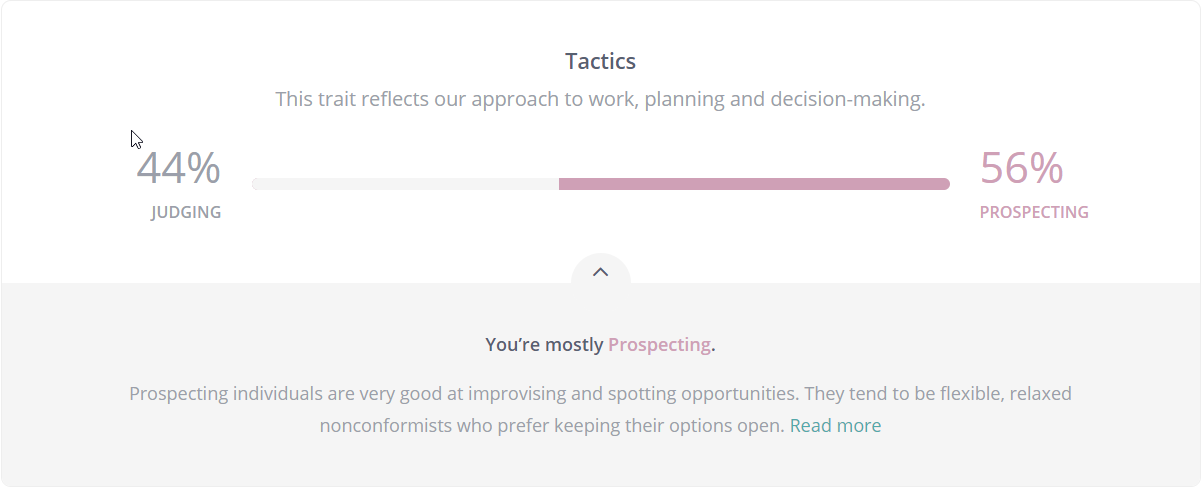 Tactics
This trait reflects our approach to work, planning and decision-making.
44%
JUDGING
56%
PROSPECTING
You’re mostly Prospecting.
Prospecting individuals are very good at improvising and spotting opportunities. They tend to be flexible, relaxed
nonconformists who prefer keeping their options open. Read more